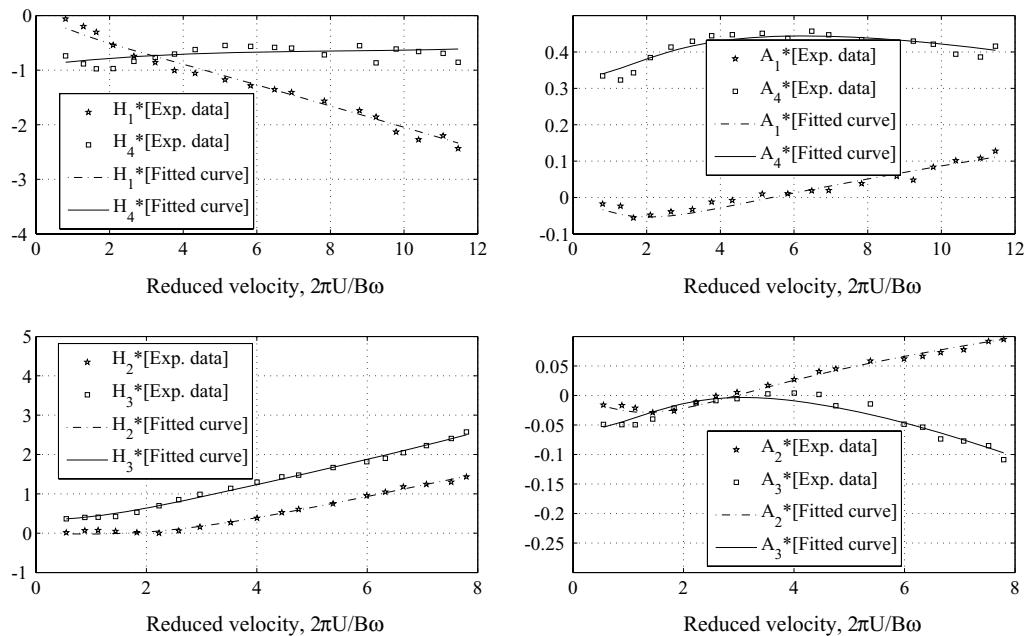 0
-1
-2
-3
-4
H₁*[Exp. data]
H₄*[Exp. data]
H₁*[Fitted curve]
H₄*[Fitted curve]
0 2 4 6 8 10 12
Reduced velocity, 2πU/Bω
0.4
0.3
0.2
0.1
0
-0.1
A₁*[Exp. data]
A₄*[Exp. data]
A₁*[Fitted curve]
A₄*[Fitted curve]
0 2 4 6 8 10 12
Reduced velocity, 2πU/Bω
5
4
3
2
1
0
-1
H₂*[Exp. data]
H₃*[Exp. data]
H₂*[Fitted curve]
H₃*[Fitted curve]
0 2 4 6 8
Reduced velocity, 2πU/Bω
0.05
0
-0.05
-0.1
-0.15
-0.2
-0.25
A₂*[Exp. data]
A₃*[Exp. data]
A₂*[Fitted curve]
A₃*[Fitted curve]
0 2 4 6 8
Reduced velocity, 2πU/Bω